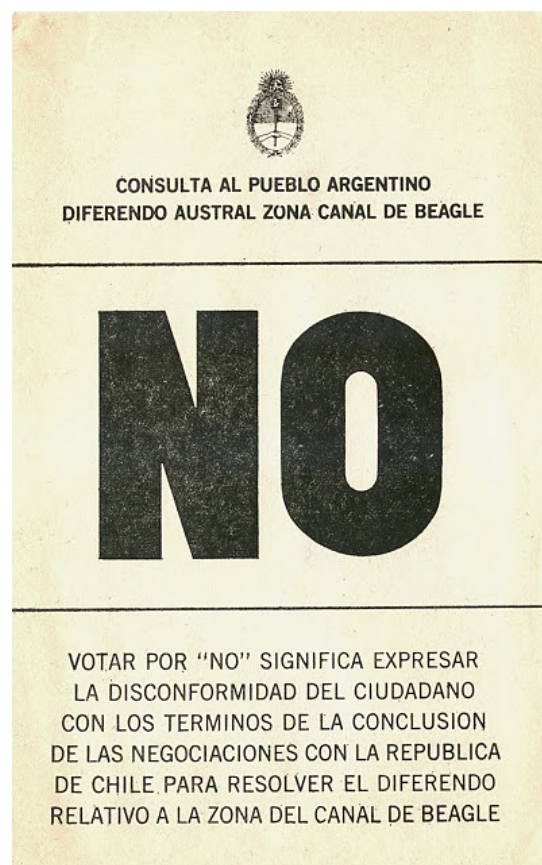 CONSULTA AL PUEBLO ARGENTINO
DIFERENDO AUSTRAL ZONA CANAL DE BEAGLE
NO
VOTAR POR “NO” SIGNIFICA EXPRESAR
LA DISCONFORMIDAD DEL CIUDADANO
CON LOS TERMINOS DE LA CONCLUSION
DE LAS NEGOCIACIONES CON LA REPUBLICA
DE CHILE PARA RESOLVER EL DIFERENDO
RELATIVO A LA ZONA DEL CANAL DE BEAGLE